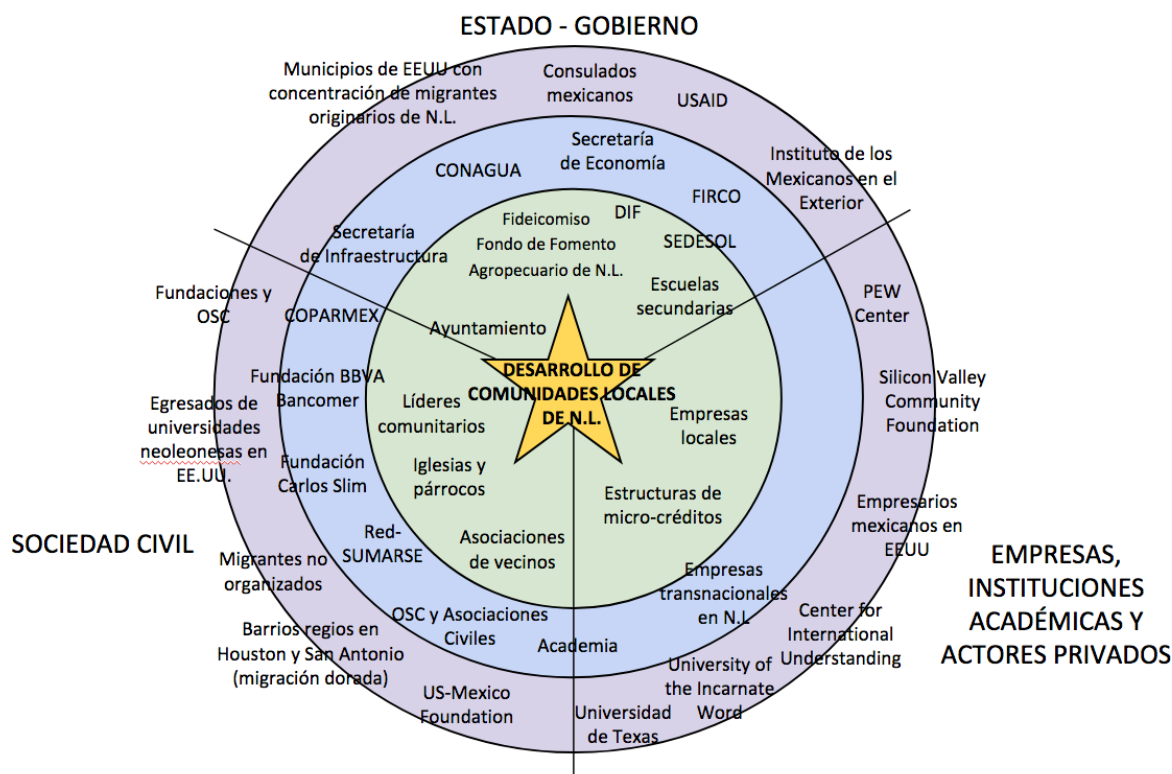 ESTADO - GOBIERNO
Municipios de EEUU con
concentración de migrantes
originarios de N.L.
Consulados
mexicanos
USAID
Instituto de los
Mexicanos en el
Exterior
CONAGUA
Secretaría
de Economía
FIRCO
Secretaría
de Infraestructura
Fideicomiso
Fondo de Fomento
Agropecuario de N.L.
DIF
SEDESOL
Escuelas
secundarias
Ayuntamiento
DESARROLLO DE
COMUNIDADES LOCALES
DE N.L.
Fundaciones y
OSC
COPARMEX
Fundación BBVA
Bancomer
Egresados de
universidades
neoleonesas en
EE.UU.
Líderes
comunitarios
Fundación
Carlos Slim
Iglesias y
párrocos
Red-
SUMARSE
Asociaciones
de vecinos
SOCIEDAD CIVIL
Migrantes no
organizados
OSC y Asociaciones
Civiles
Barrios regios en
Houston y San Antonio
(migración dorada)
US-Mexico
Foundation
PEW
Center
Silicon Valley
Community
Foundation
Empresas
locales
Estructuras de
micro-créditos
Empresarios
mexicanos en
EEUU
Empresas
transnacionales
en N.L
Academia
Center for
International
Understanding
University of
the Incarnate
Word
Universidad
de Texas
EMPRESAS,
INSTITUCIONES
ACADÉMICAS Y
ACTORES PRIVADOS